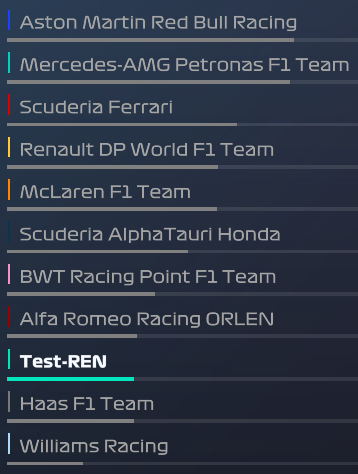 Aston Martin Red Bull Racing
Mercedes-AMG Petronas F1 Team
Scuderia Ferrari
Renault DP World F1 Team
McLaren F1 Team
Scuderia AlphaTauri Honda
BWT Racing Point F1 Team
Alfa Romeo Racing ORLEN
Test-REN
Haas F1 Team
Williams Racing